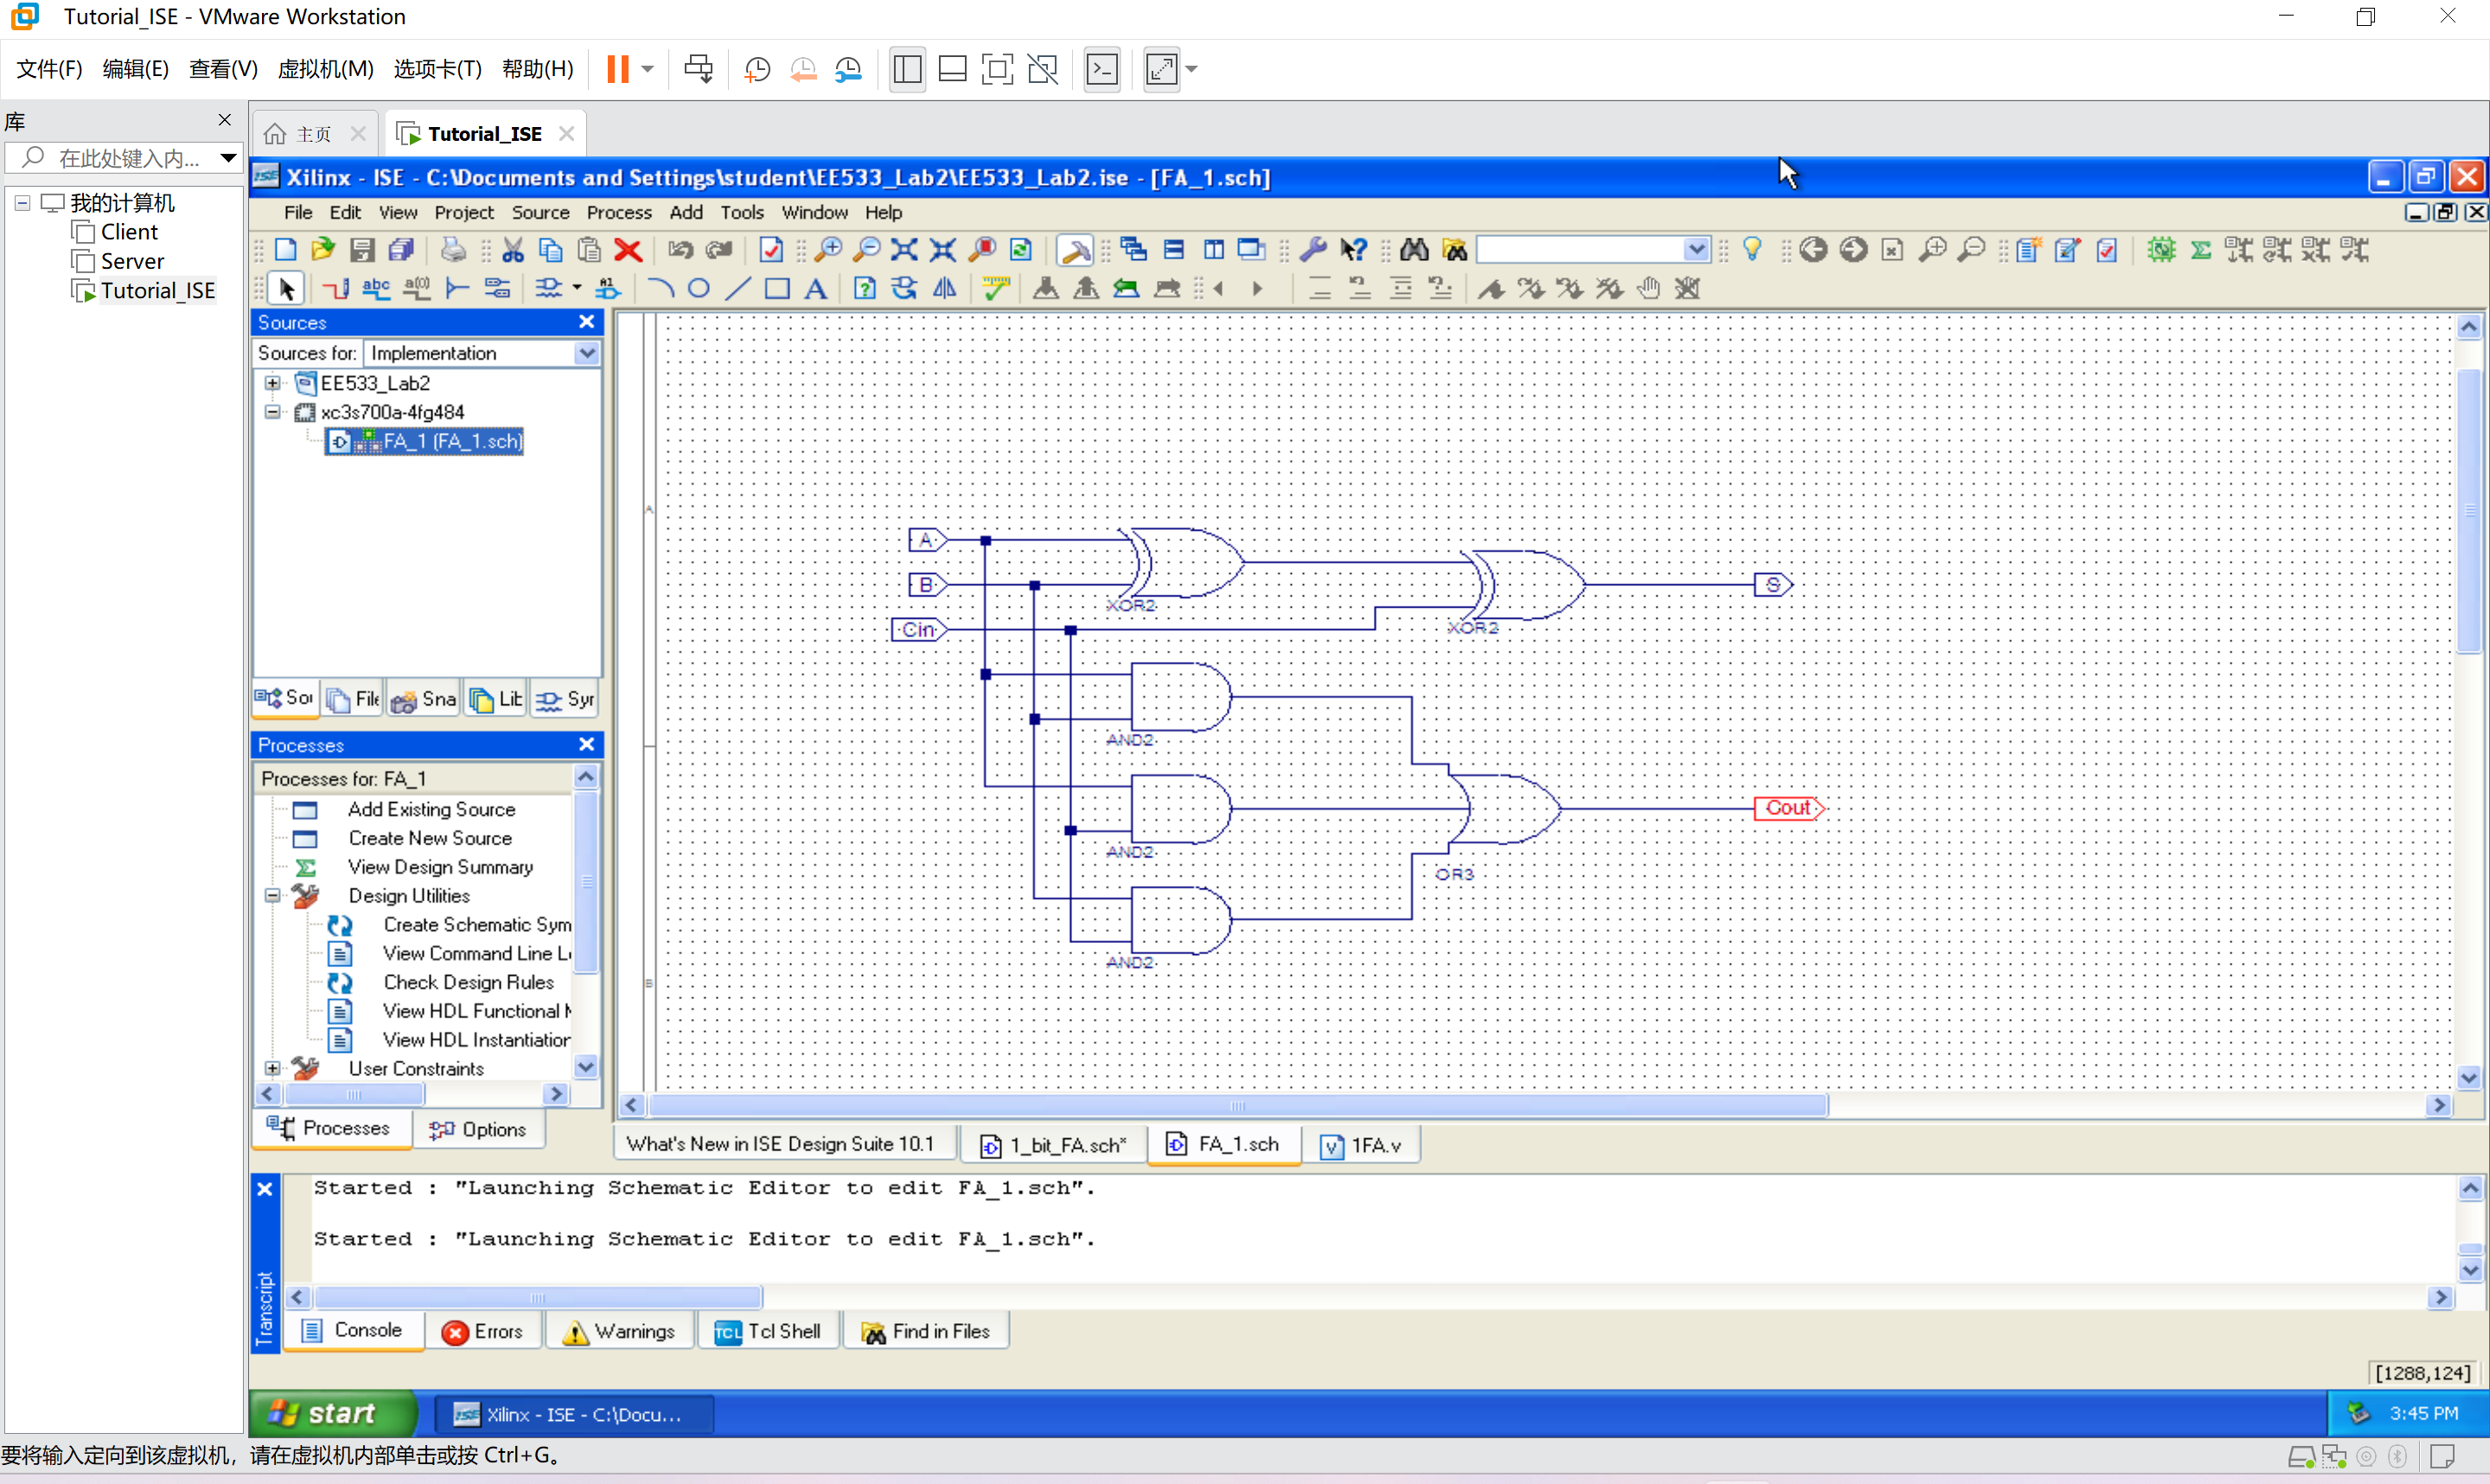 Tutorial_ISE - VMware Workstation
文件(F) 编辑(E) 查看(V) 虚拟机(M) 选项卡(T) 帮助(H)
库
在此处键入内...
我的计算机
Client
Server
Tutorial_ISE
主页
Tutorial_ISE
Xilinx - ISE - C:\Documents and Settings\student\EE533_Lab2\EE533_Lab2.ise - [FA_1.sch]
File Edit View Project Source Process Add Tools Window Help
Sources
Sources for: Implementation
EE533_Lab2
xc3s700a-4fg484
FA_1 (FA_1.sch)
Sou File Sna Lib Syr
Processes
Processes for: FA_1
Add Existing Source
Create New Source
View Design Summary
Design Utilities
Create Schematic Sym
View Command Line L
Check Design Rules
View HDL Functional
View HDL Instantiation
User Constraints
Processes Options
A
B
A
B
Cin
XOR2
XOR2
S
AND2
AND2
AND2
OR3
Cout
What's New in ISE Design Suite 10.1
1_bit_FA.sch*
FA_1.sch
1FA.v
Started : "Launching Schematic Editor to edit FA_1.sch".
Started : "Launching Schematic Editor to edit FA_1.sch".
Transcript
Console Errors Warnings Tcl Shell Find in Files
[1288,124]
start
Xilinx - ISE - C:\Docu...
3:45 PM
要将输入定向到该虚拟机，请在虚拟机内部单击或按 Ctrl+G。